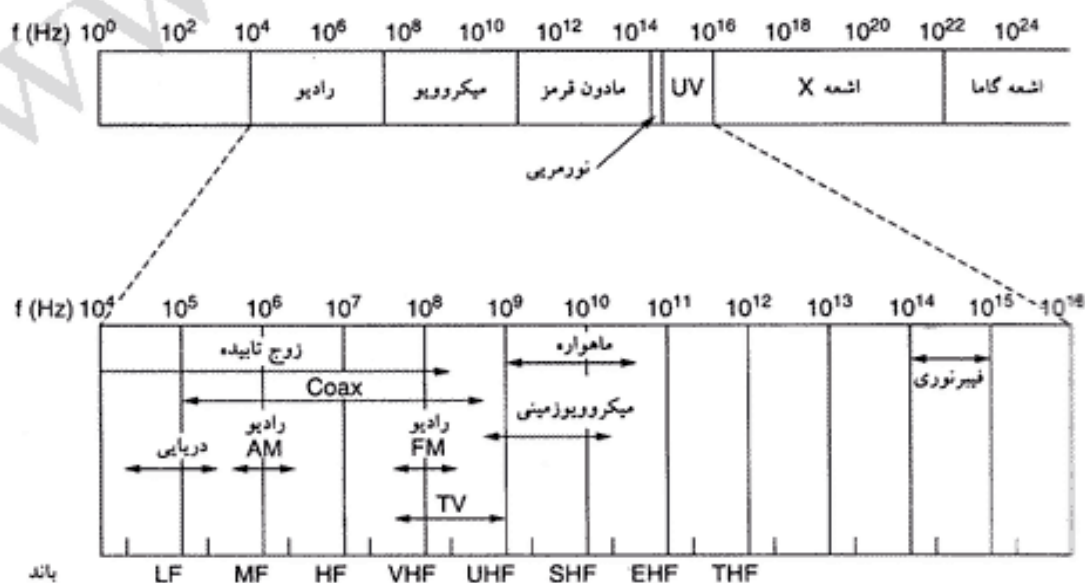 f (Hz) 10⁰ 10² 10⁴ 10⁶ 10⁸ 10¹⁰ 10¹² 10¹⁴ 10¹⁶ 10¹⁸ 10²⁰ 10²² 10²⁴
رادیو میکروویو مادون قرمز UV اشعه X اشعه گاما
نورمریی
f (Hz) 10⁴ 10⁵ 10⁶ 10⁷ 10⁸ 10⁹ 10¹⁰ 10¹¹ 10¹² 10¹³ 10¹⁴ 10¹⁵ 10¹⁶
زوج تابیده
ماهواره
فیبرنوری
Coax
میکروویوزمینی
دریایی
رادیو
AM
رادیو
FM
TV
باند LF MF HF VHF UHF SHF EHF THF